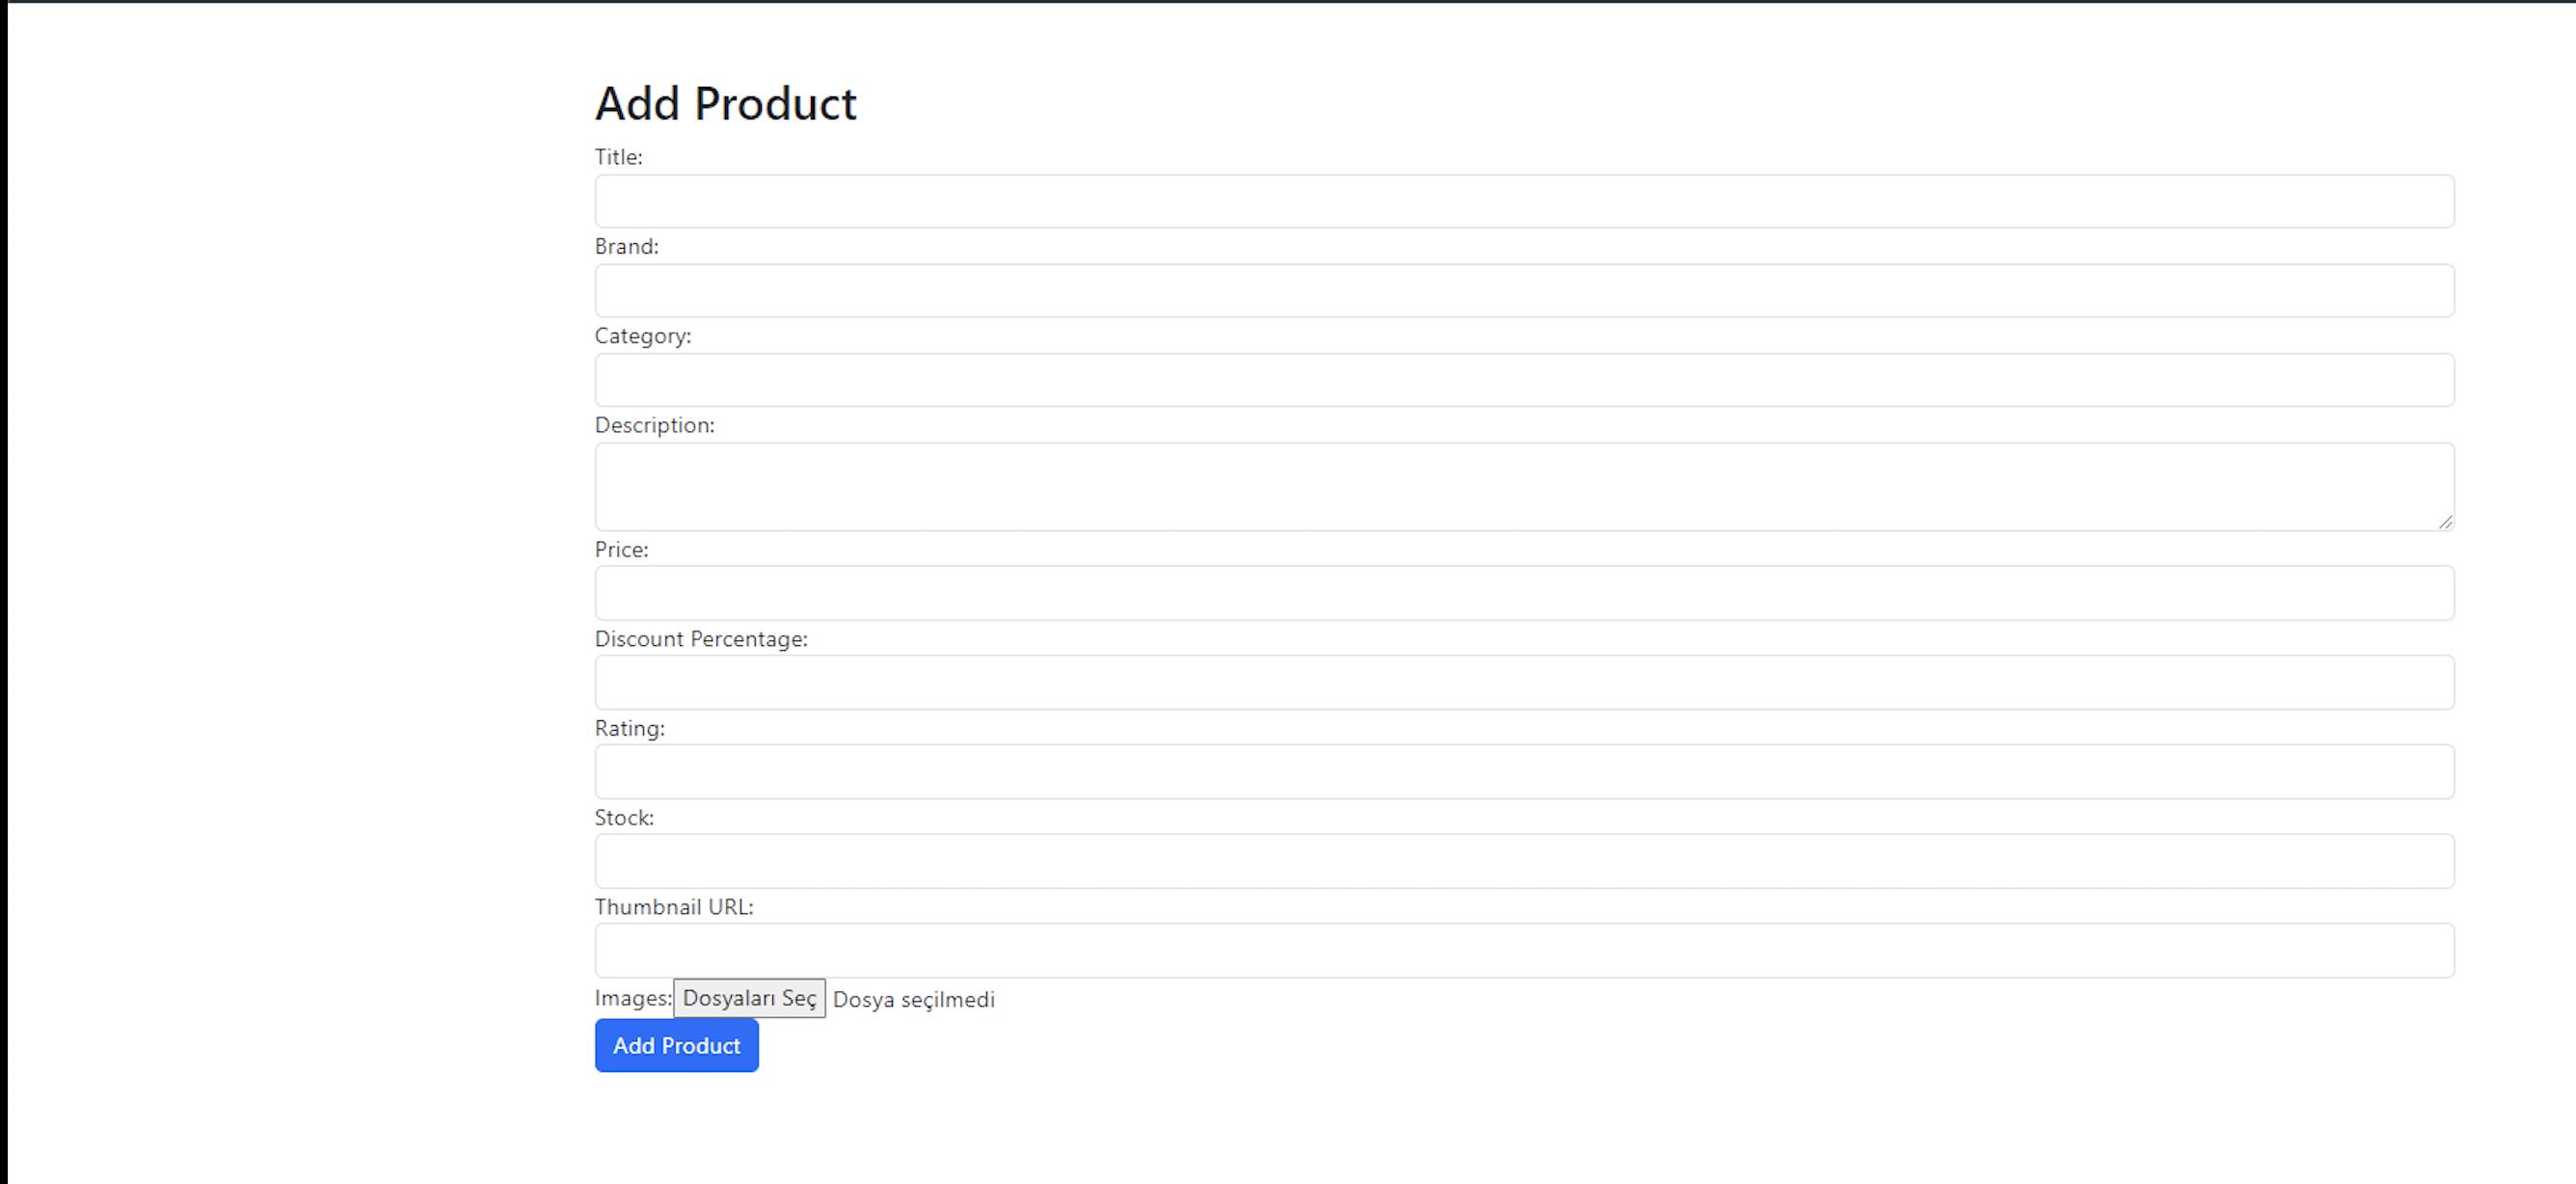 Add Product
Title:
Brand:
Category:
Description:
Price:
Discount Percentage:
Rating:
Stock:
Thumbnail URL:
Images: Dosyaları Seç Dosya seçilmedi
Add Product